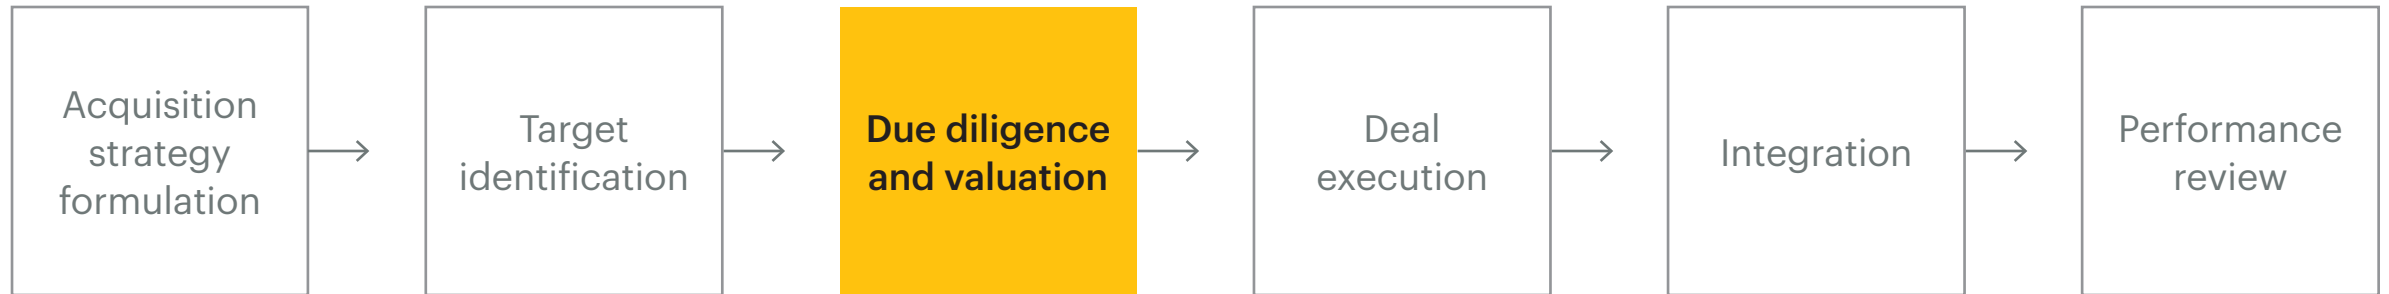 Acquisition
strategy
formulation
Target
identification
Due diligence
and valuation
Deal
execution
Integration
Performance
review